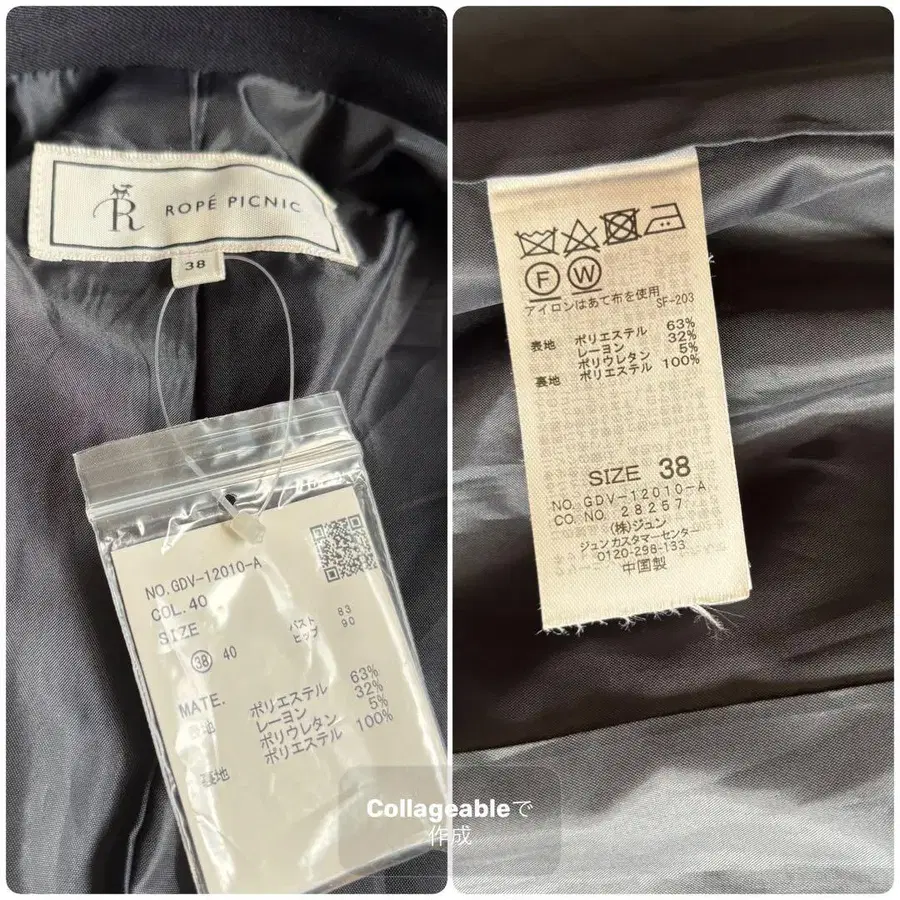 R ROPÉ PICNIC
38
NO.GDV-12010-A
COL.40
SIZE
38 40
バスト 83
ヒップ 90
MATE.
表地 ポリエステル 63%
レーヨン 32%
ポリウレタン 5%
裏地 ポリエステル 100%
F W
アイロンはあて布を使用
SF-203
表地 ポリエステル 63%
レーヨン 32%
ポリウレタン 5%
裏地 ポリエステル 100%
SIZE 38
NO. GDV-12010-A
CO. NO. 28267
(株)ジュン
ジュンカスタマーセンター
0120-298-133
中国製
Collageableで
作成